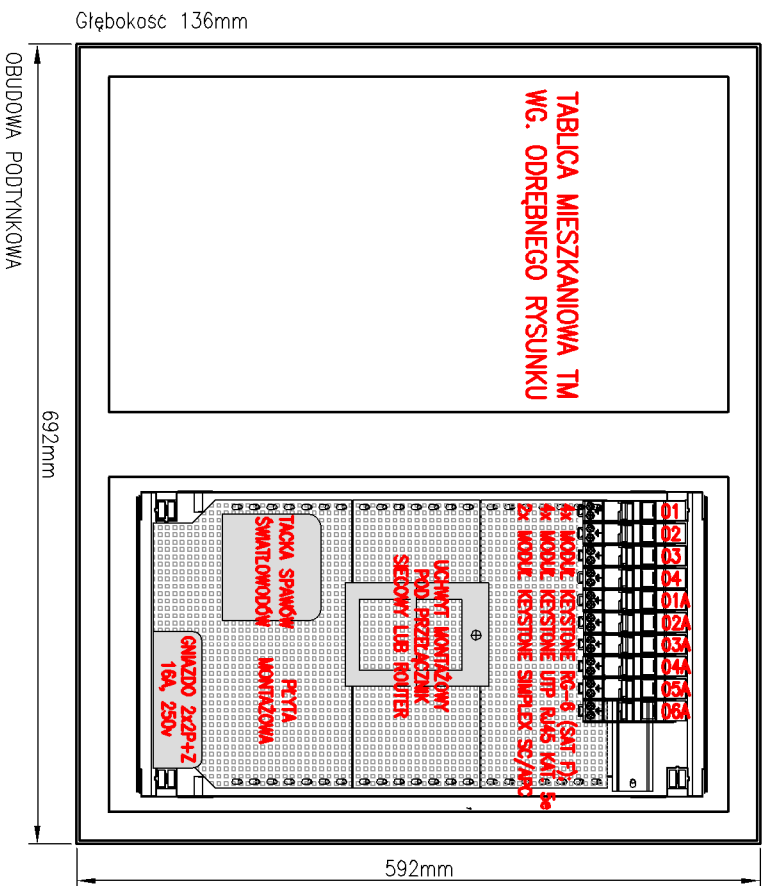 Głębokość 136mm
OBUDOWA PODTYNKOWA
692mm
592mm
TABLICA MIESZKANIOWA TM
WG. ODRĘBNEGO RYSUNKU
01
02
03
04
01A
02A
03A
04A
05A
06A
4x MODUŁ KEYSTONE RG-6 (SAT F);
4x MODUŁ KEYSTONE UTP RJ45 KAT. 5e
2x MODUŁ KEYSTONE SIMPLEX SC/APC
UCHWYT MONTAŻOWY
POD PRZEŁĄCZNIK
SIECIOWY LUB ROUTER
TACKA SPAWÓW
ŚWIATŁOWODÓW
PŁYTA
MONTAŻOWA
GNIAZDO 2x2P+Z
16A, 250v